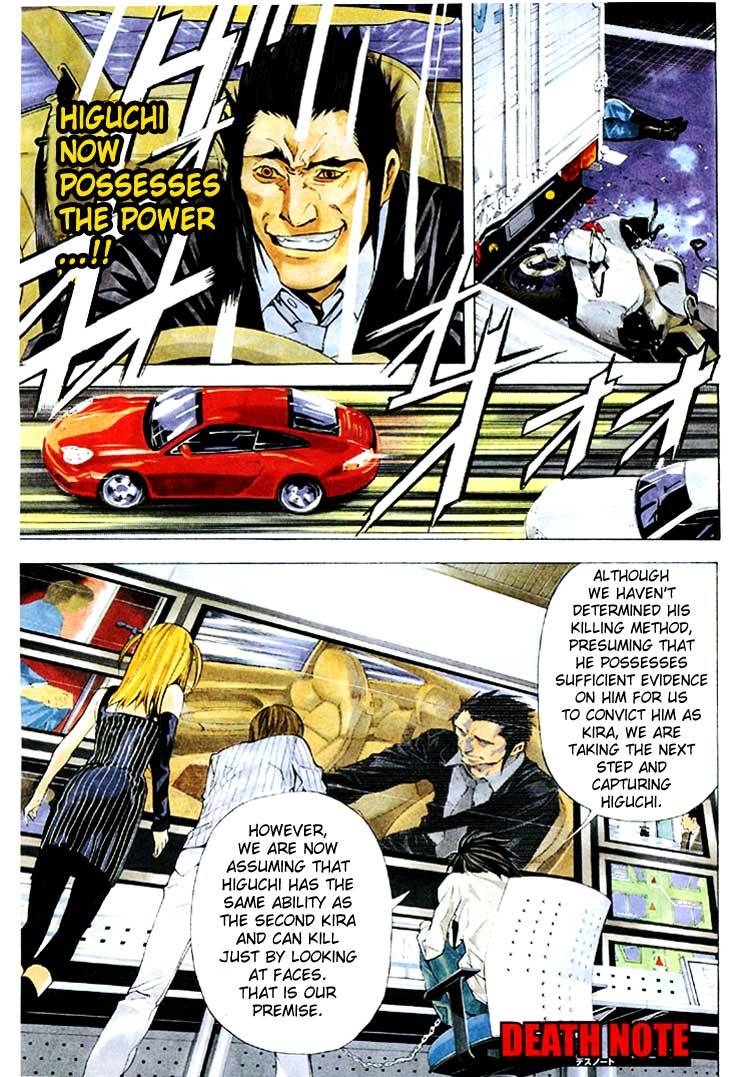 HIGUCHI
NOW
POSSESSES
THE POWER
...!!
ALTHOUGH
WE HAVEN'T
DETERMINED HIS
KILLING METHOD,
PRESUMING THAT
HE POSSESSES
SUFFICIENT EVIDENCE
ON HIM FOR US
TO CONVICT HIM AS
KIRA, WE ARE
TAKING THE NEXT
STEP AND
CAPTURING
HIGUCHI.
HOWEVER,
WE ARE NOW
ASSUMING THAT
HIGUCHI HAS THE
SAME ABILITY AS
THE SECOND KIRA
AND CAN KILL
JUST BY LOOKING
AT FACES.
THAT IS OUR
PREMISE.
DEATH NOTE
デスノート